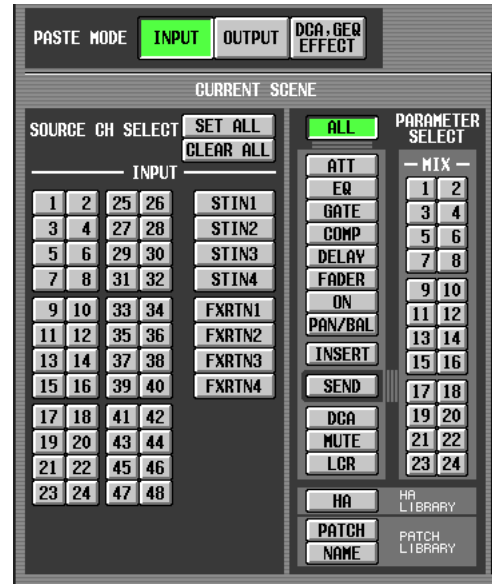 PASTE MODE INPUT OUTPUT DCA,GEQ EFFECT
CURRENT SCENE
SOURCE CH SELECT SET ALL
CLEAR ALL
INPUT
1 2 25 26 STIN1
3 4 27 28 STIN2
5 6 29 30 STIN3
7 8 31 32 STIN4
9 10 33 34 FXRTN1
11 12 35 36 FXRTN2
13 14 37 38 FXRTN3
15 16 39 40 FXRTN4
17 18 41 42
19 20 43 44
21 22 45 46
23 24 47 48
ALL
PARAMETER
SELECT
ATT
EQ
GATE
COMP
DELAY
FADER
ON
PAN/BAL
INSERT
SEND
DCA
MUTE
LCR
MIX
1 2
3 4
5 6
7 8
9 10
11 12
13 14
15 16
17 18
19 20
21 22
23 24
HA
HA
LIBRARY
PATCH
NAME
PATCH
LIBRARY